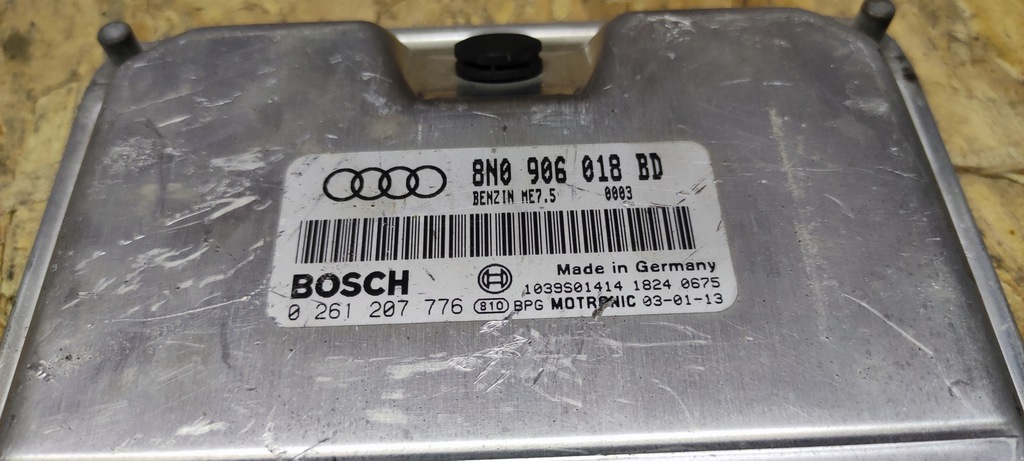 8N0 906 018 BD
BENZIN ME7.5 0003
BOSCH
Made in Germany
1039S01414 1824 0675
0 261 207 776 810 BPG MOTRONIC 03-01-13